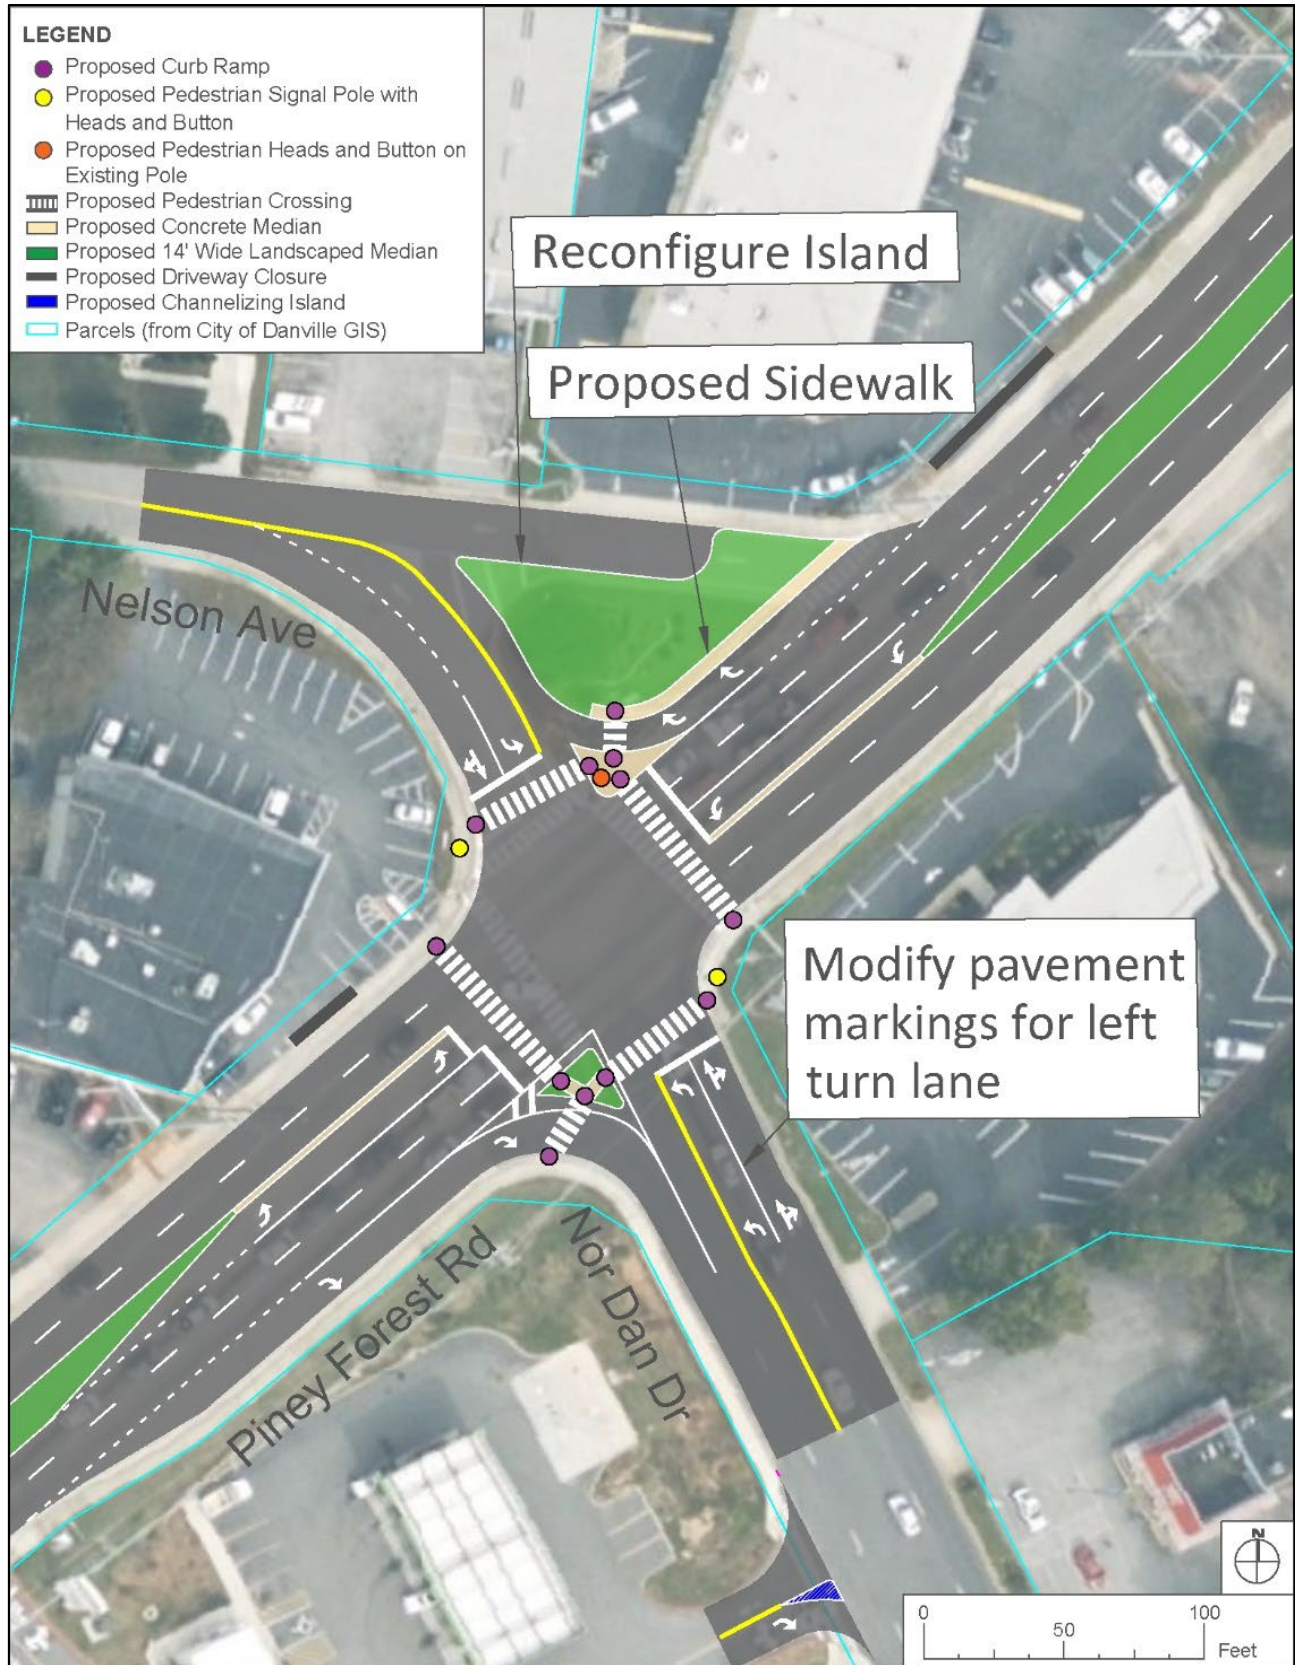 LEGEND
Proposed Curb Ramp
Proposed Pedestrian Signal Pole with
Heads and Button
Proposed Pedestrian Heads and Button on
Existing Pole
Proposed Pedestrian Crossing
Proposed Concrete Median
Proposed 14' Wide Landscaped Median
Proposed Driveway Closure
Proposed Channelizing Island
Parcels (from City of Danville GIS)
Reconfigure Island
Proposed Sidewalk
Nelson Ave
Modify pavement
markings for left
turn lane
Piney Forest Rd
Nor Dan Dr
N
0
50
100
Feet